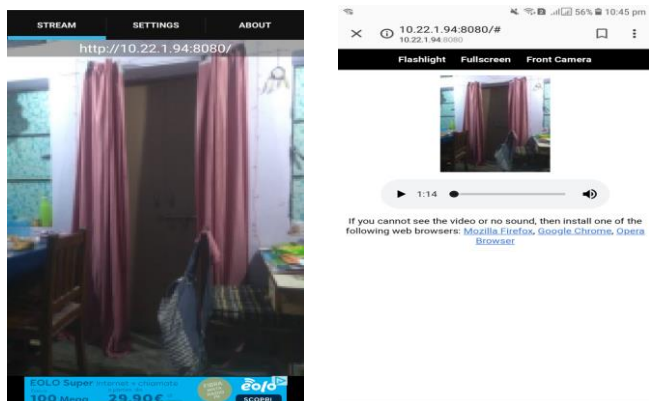 STREAM SETTINGS ABOUT
http://10.22.1.94:8080/
EOLO Super internet + chiamate
100 Mega 29,90€
eolo
SCOPRI
56% 10:45 pm
10.22.1.94:8080/#
10.22.1.94:8080
Flashlight Fullscreen Front Camera
1:14
If you cannot see the video or no sound, then install one of the
following web browsers: Mozilla Firefox, Google Chrome, Opera
Browser